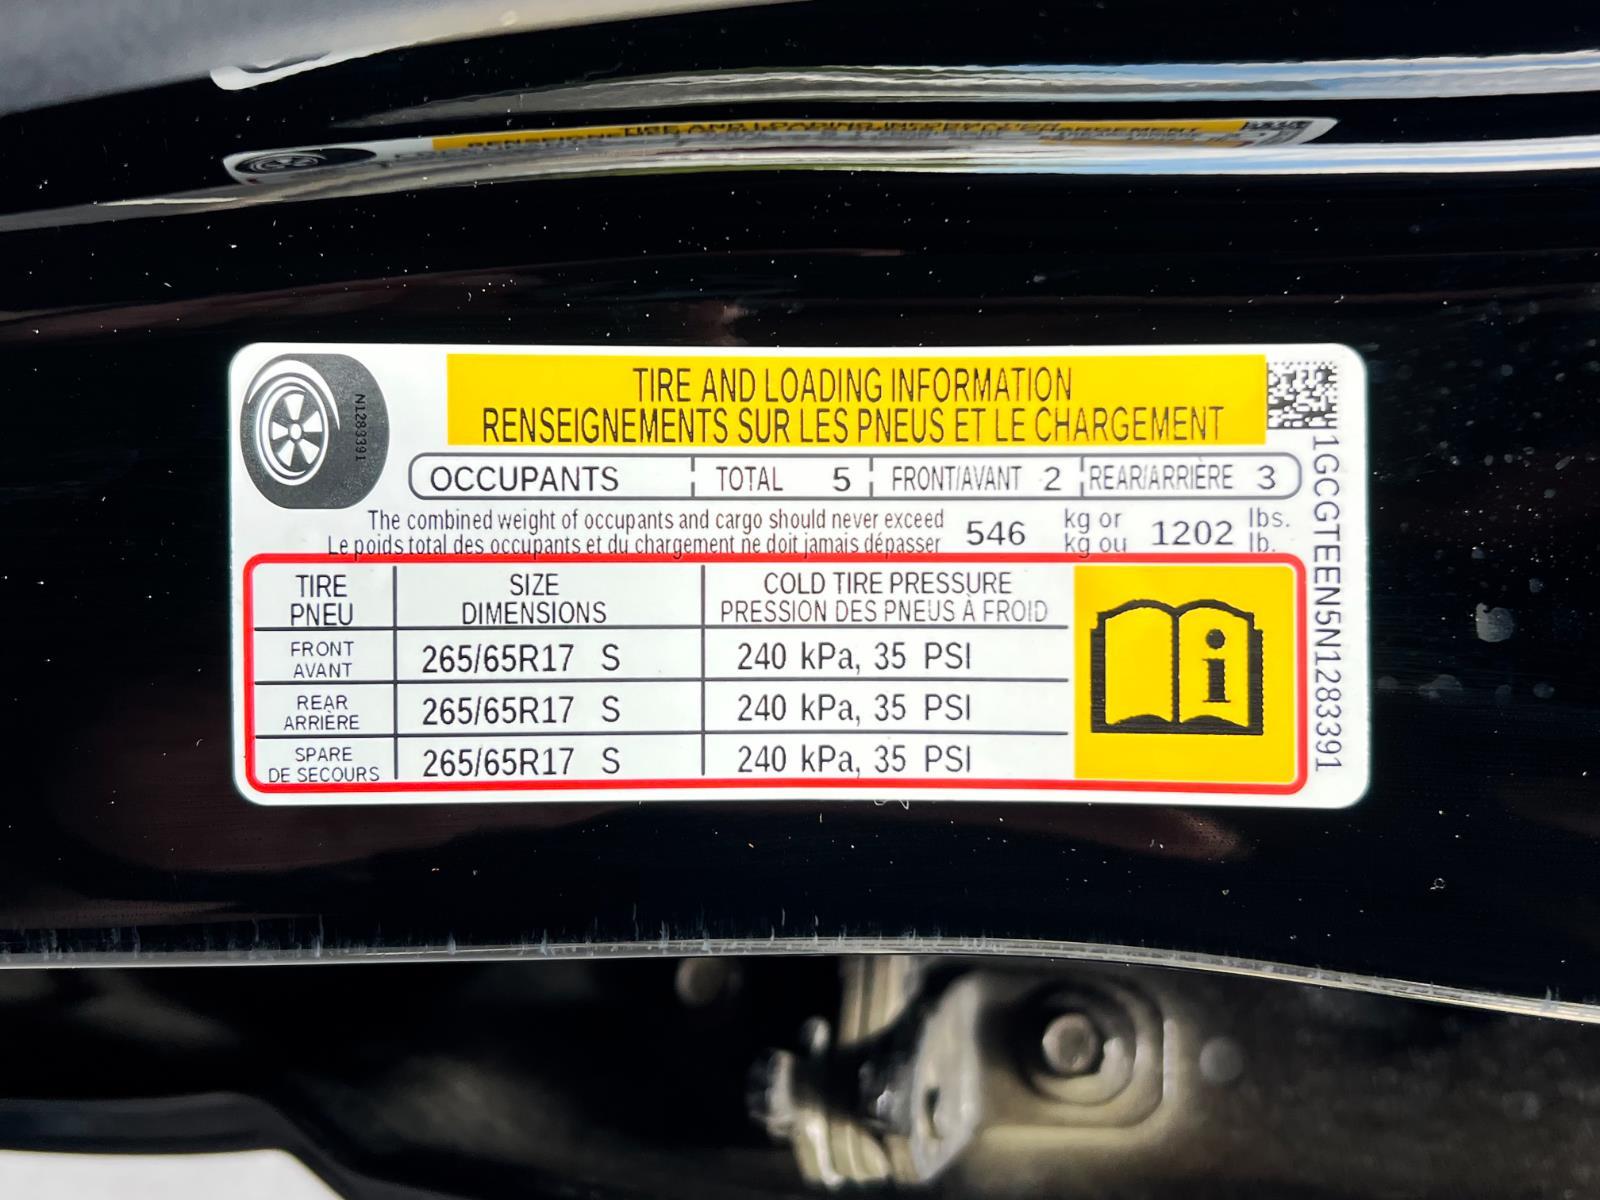 TIRE AND LOADING INFORMATION
RENSEIGNEMENTS SUR LES PNEUS ET LE CHARGEMENT
N1283391
OCCUPANTS TOTAL 5 FRONT/AVANT 2 REAR/ARRIÈRE 3
The combined weight of occupants and cargo should never exceed 546 kg or 1202 lbs.
Le poids total des occupants et du chargement ne doit jamais dépasser kg ou lb.
TIRE SIZE COLD TIRE PRESSURE
PNEU DIMENSIONS PRESSION DES PNEUS À FROID
FRONT
AVANT 265/65R17 S 240 kPa, 35 PSI
REAR
ARRIÈRE 265/65R17 S 240 kPa, 35 PSI
SPARE
DE SECOURS 265/65R17 S 240 kPa, 35 PSI
i
1GCGTEEN5N1283391